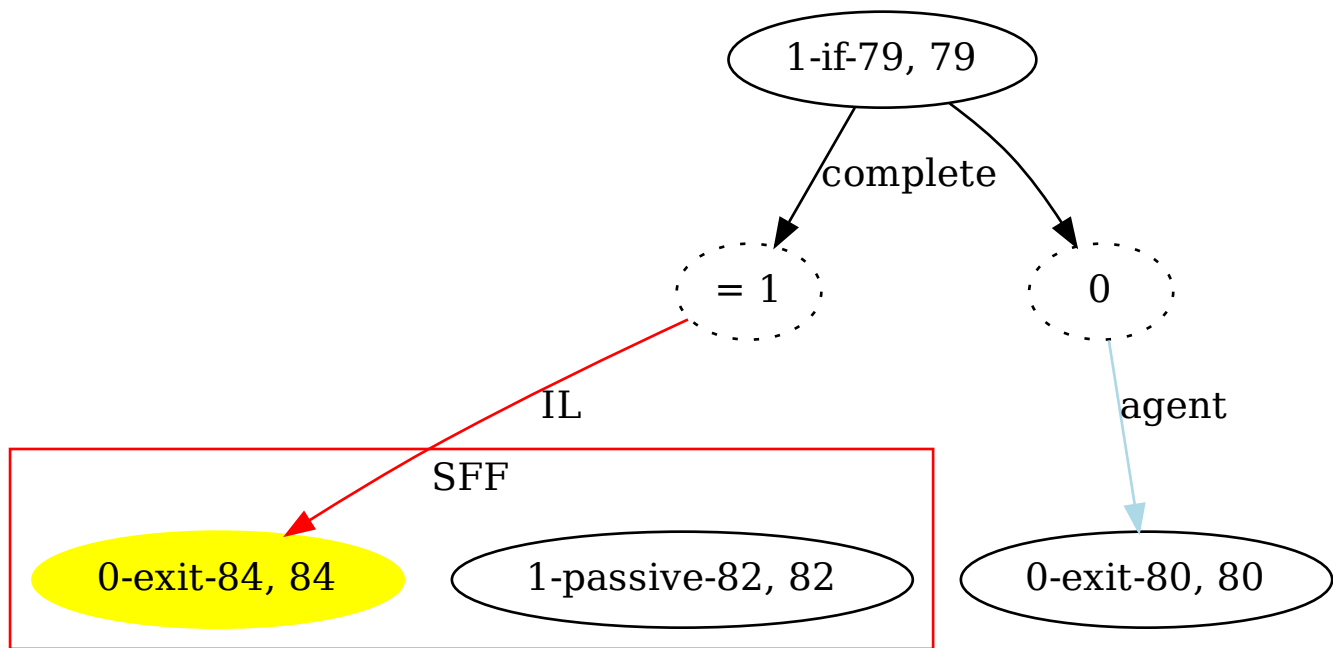 1-if-79, 79
complete
= 1
0
IL
agent
SFF
0-exit-84, 84
1-passive-82, 82
0-exit-80, 80